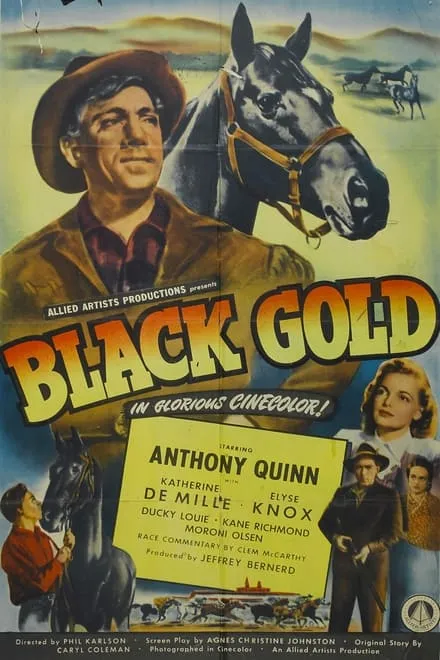 ALLIED ARTISTS PRODUCTIONS presents
BLACK GOLD
IN GLORIOUS CINECOLOR!
STARRING
ANTHONY QUINN
WITH
KATHERINE DE MILLE · ELYSE KNOX
DUCKY LOUIE · KANE RICHMOND
MORONI OLSEN
RACE COMMENTARY BY CLEM McCARTHY
Produced by JEFFREY BERNERD
Directed by PHIL KARLSON · Screen Play by AGNES CHRISTINE JOHNSTON · Original Story By
CARYL COLEMAN · Photographed in Cinecolor · An Allied Artists Production